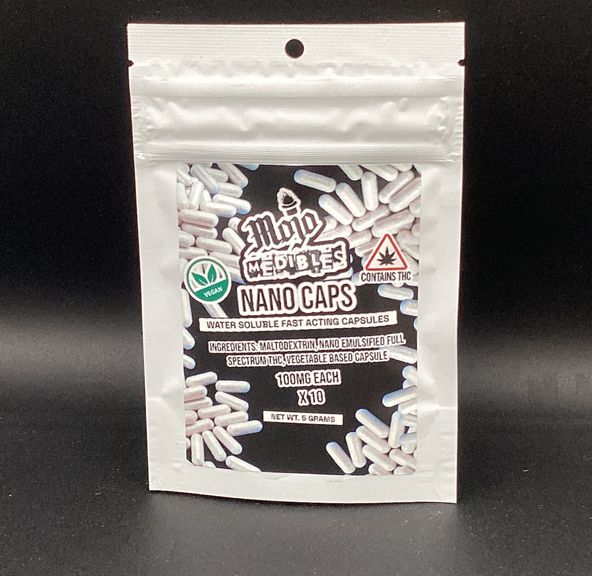 Mojo
MEDIBLES
CONTAINS THC
VEGAN
NANO CAPS
WATER SOLUBLE FAST ACTING CAPSULES
INGREDIENTS: MALTODEXTRIN, NANO EMULSIFIED FULL
SPECTRUM THC, VEGETABLE BASED CAPSULE
100MG EACH
X 10
NET WT. 5 GRAMS